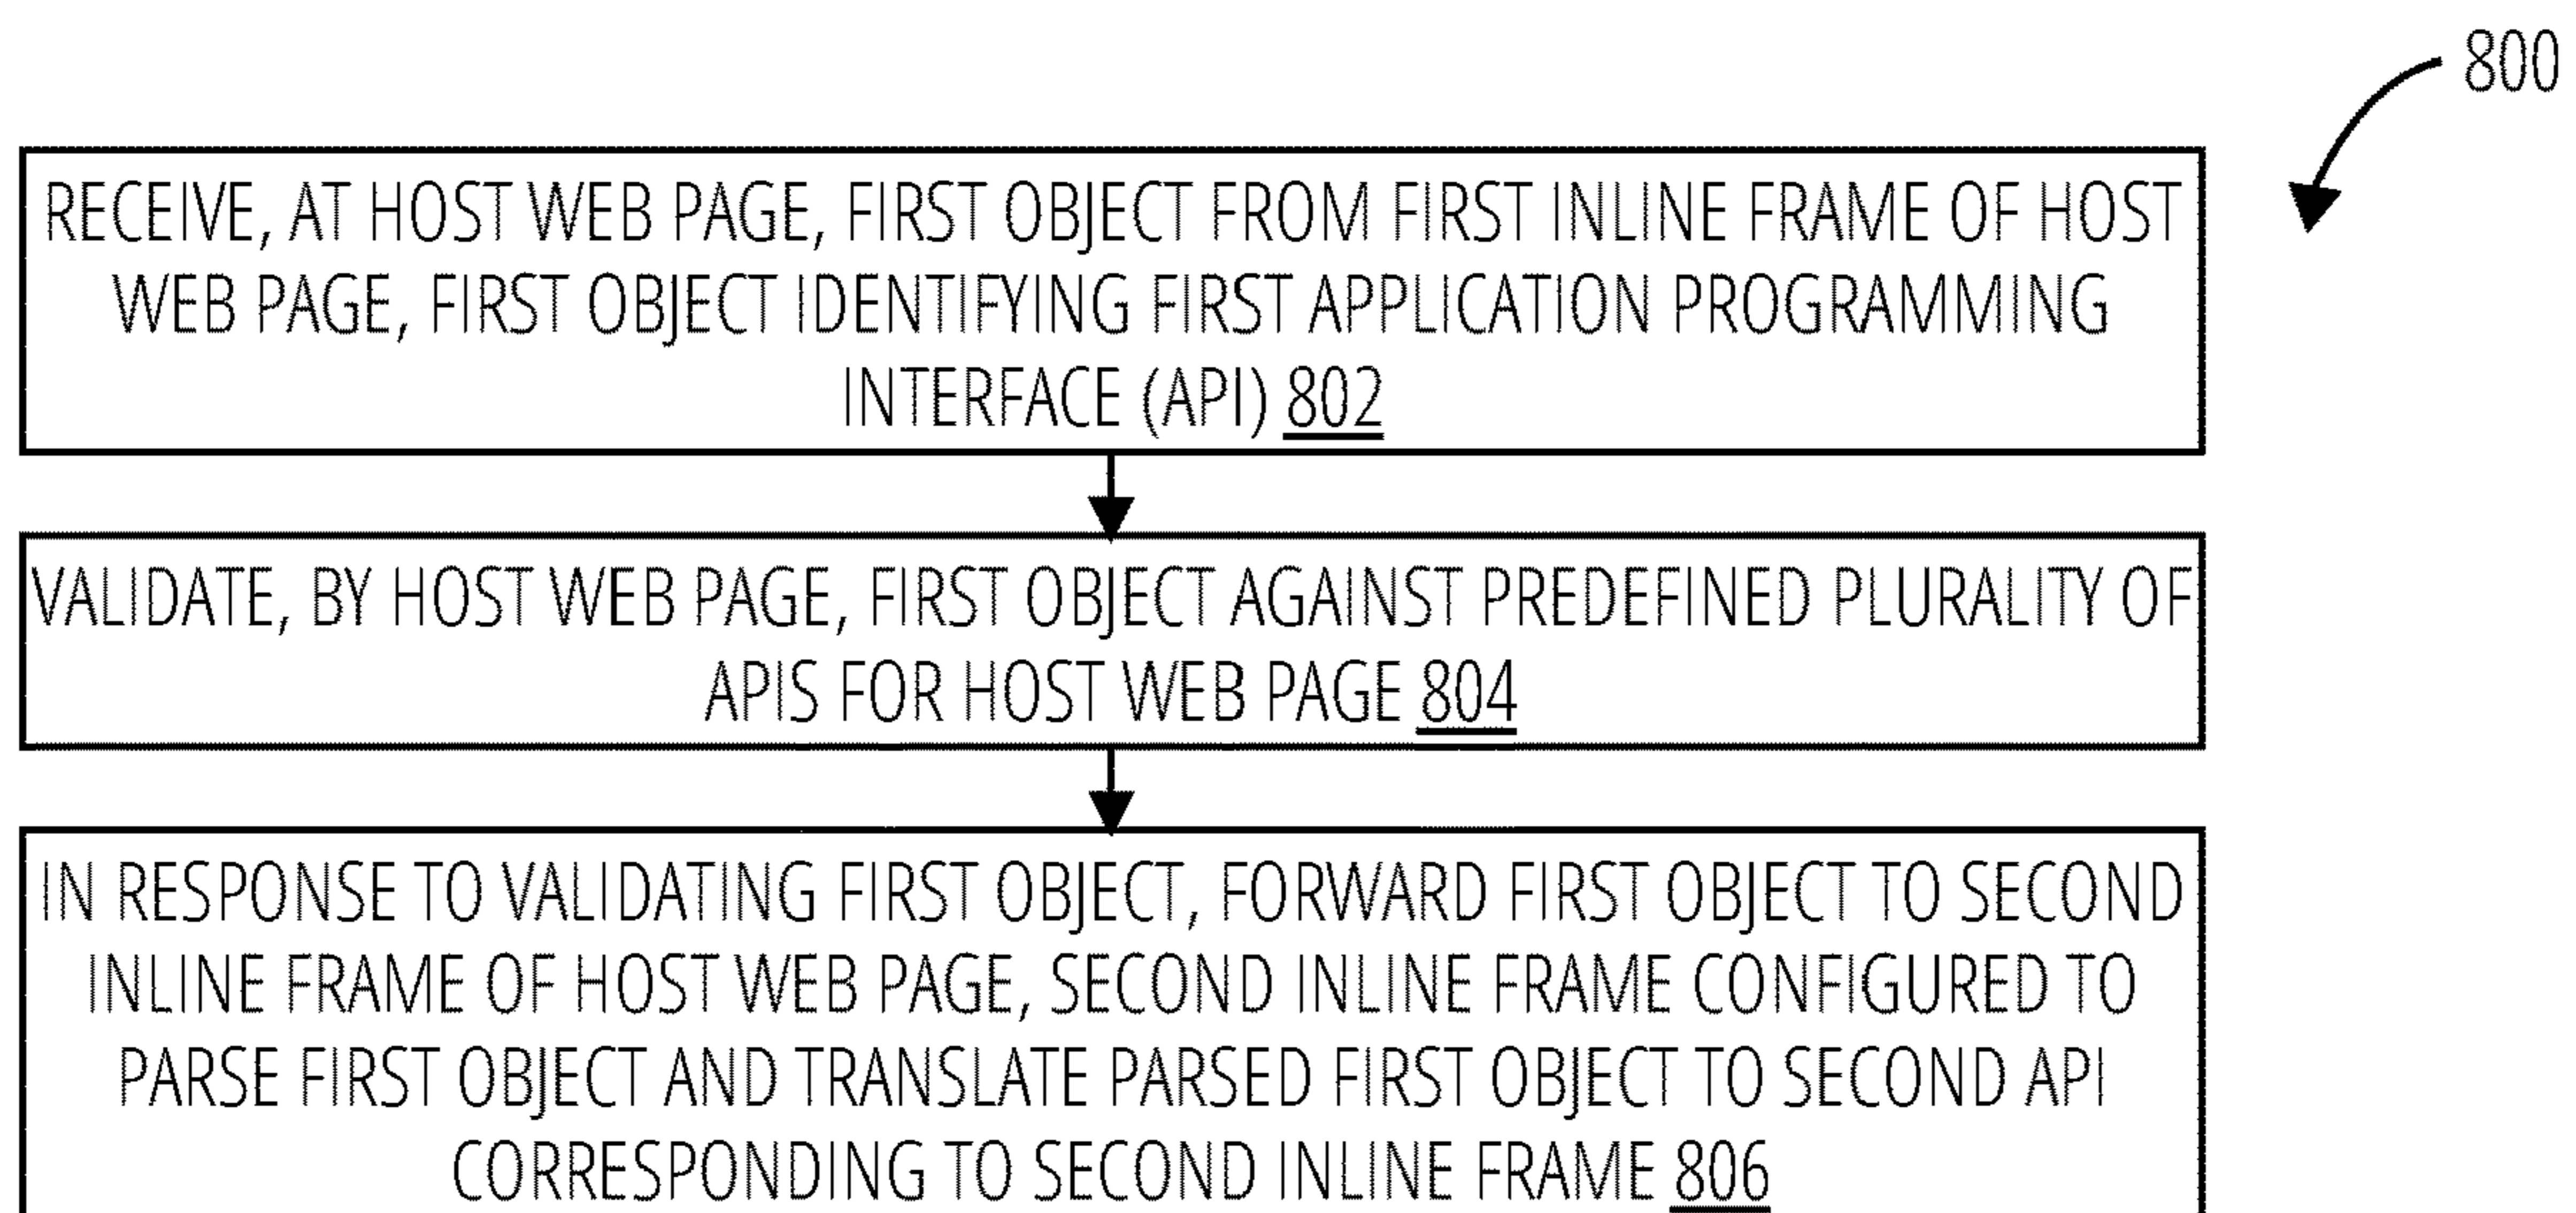 800
RECEIVE, AT HOST WEB PAGE, FIRST OBJECT FROM FIRST INLINE FRAME OF HOST
WEB PAGE, FIRST OBJECT IDENTIFYING FIRST APPLICATION PROGRAMMING
INTERFACE (API) 802
VALIDATE, BY HOST WEB PAGE, FIRST OBJECT AGAINST PREDEFINED PLURALITY OF
APIS FOR HOST WEB PAGE 804
IN RESPONSE TO VALIDATING FIRST OBJECT, FORWARD FIRST OBJECT TO SECOND
INLINE FRAME OF HOST WEB PAGE, SECOND INLINE FRAME CONFIGURED TO
PARSE FIRST OBJECT AND TRANSLATE PARSED FIRST OBJECT TO SECOND API
CORRESPONDING TO SECOND INLINE FRAME 806